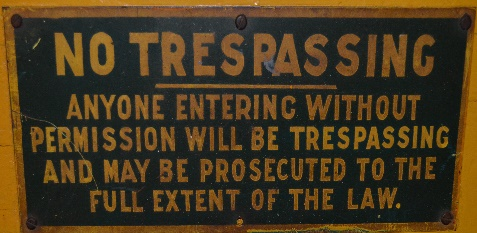 NO TRESPASSING
ANYONE ENTERING WITHOUT
PERMISSION WILL BE TRESPASSING
AND MAY BE PROSECUTED TO THE
FULL EXTENT OF THE LAW.